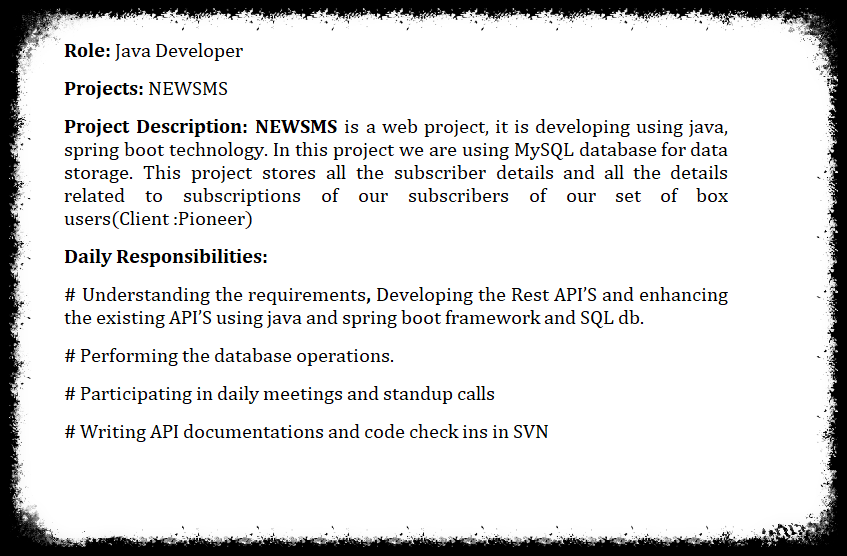 Role: Java Developer
Projects: NEWSMS
Project Description: NEWSMS is a web project, it is developing using java,
spring boot technology. In this project we are using MySQL database for data
storage. This project stores all the subscriber details and all the details
related to subscriptions of our subscribers of our set of box
users(Client :Pioneer)
Daily Responsibilities:
# Understanding the requirements, Developing the Rest API’S and enhancing
the existing API’S using java and spring boot framework and SQL db.
# Performing the database operations.
# Participating in daily meetings and standup calls
# Writing API documentations and code check ins in SVN